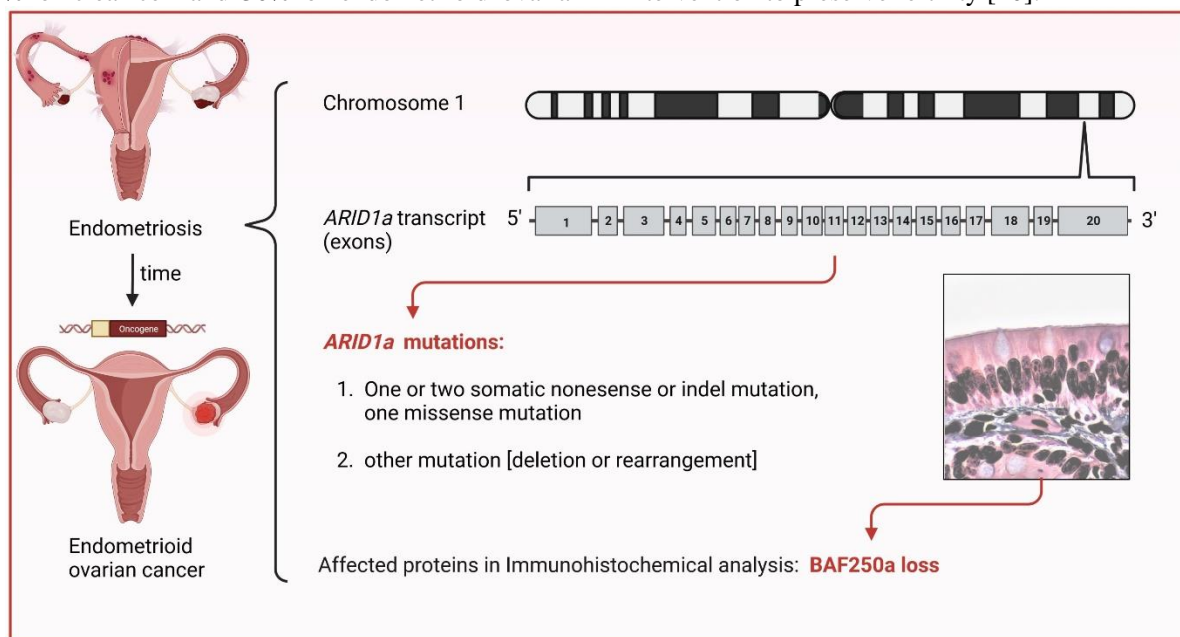 Chromosome 1
ARID1a transcript
(exons)
5' 1 2 3 4 5 6 7 8 9 10 11 12 13 14 15 16 17 18 19 20 3'
Endometriosis
time
Oncogene
Endometrioid
ovarian cancer
ARID1a mutations:
1. One or two somatic nonesense or indel mutation,
one missense mutation
2. other mutation [deletion or rearrangement]
Affected proteins in Immunohistochemical analysis: BAF250a loss